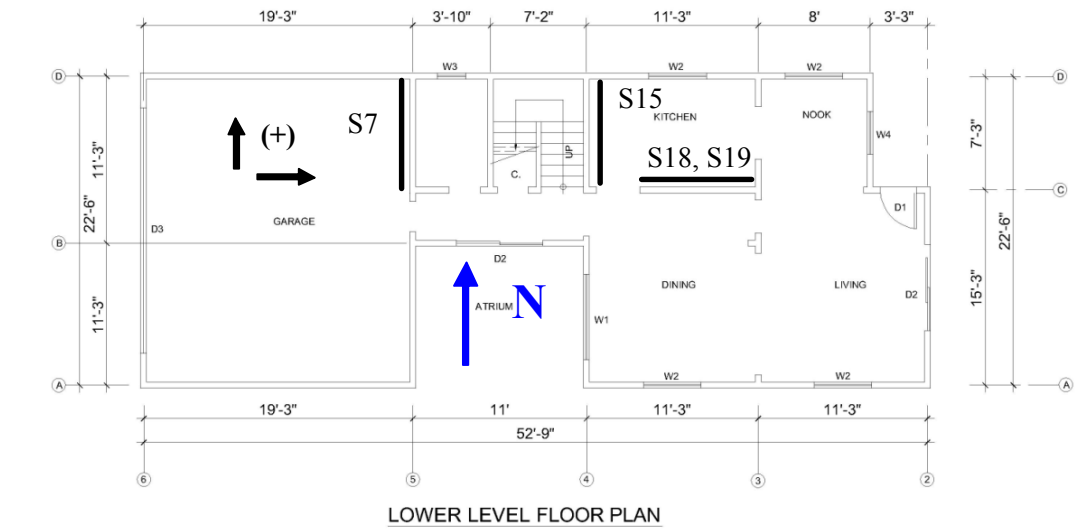 19'-3" 3'-10" 7'-2" 11'-3" 8' 3'-3"
D W3 W2 W2 D
S7 S15 KITCHEN NOOK
(+) W4 7'-3"
11'-3" S18, S19
UP
C.
C
22'-6" GARAGE D1
D3 22'-6"
B
D2 DINING LIVING
ATRIUM N D2 15'-3"
11'-3" W1
A W2 W2 A
19'-3" 11' 11'-3" 11'-3"
52'-9"
6 5 4 3 2
LOWER LEVEL FLOOR PLAN